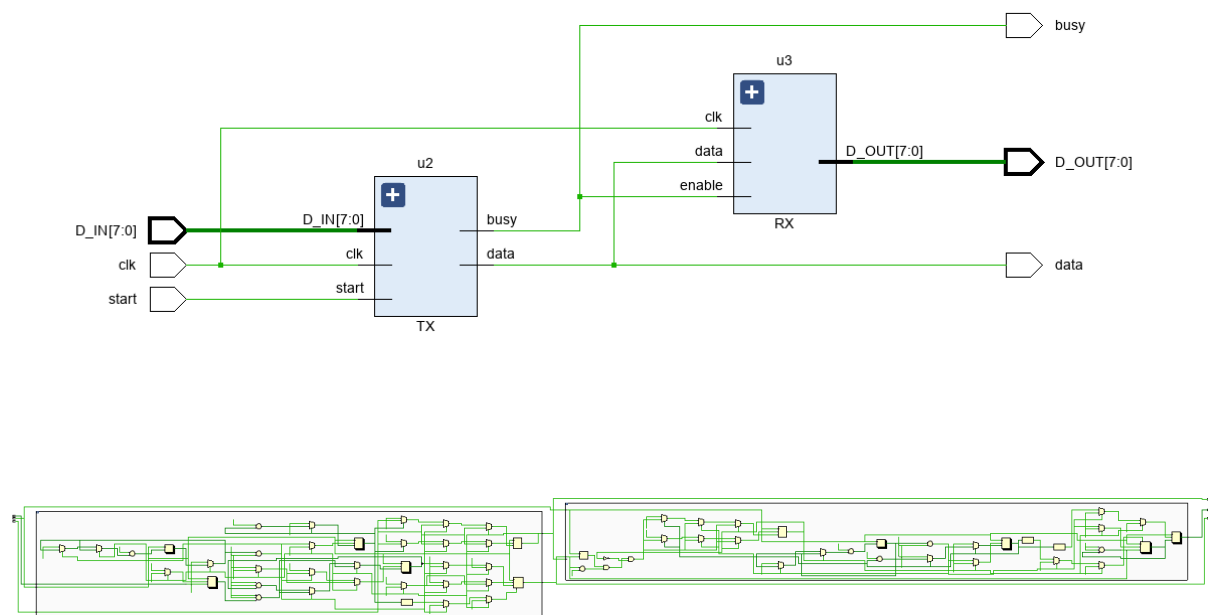 busy
u3
clk
data
D_OUT[7:0]
D_OUT[7:0]
enable
RX
u2
D_IN[7:0]
D_IN[7:0]
busy
clk
clk
data
data
start
start
TX